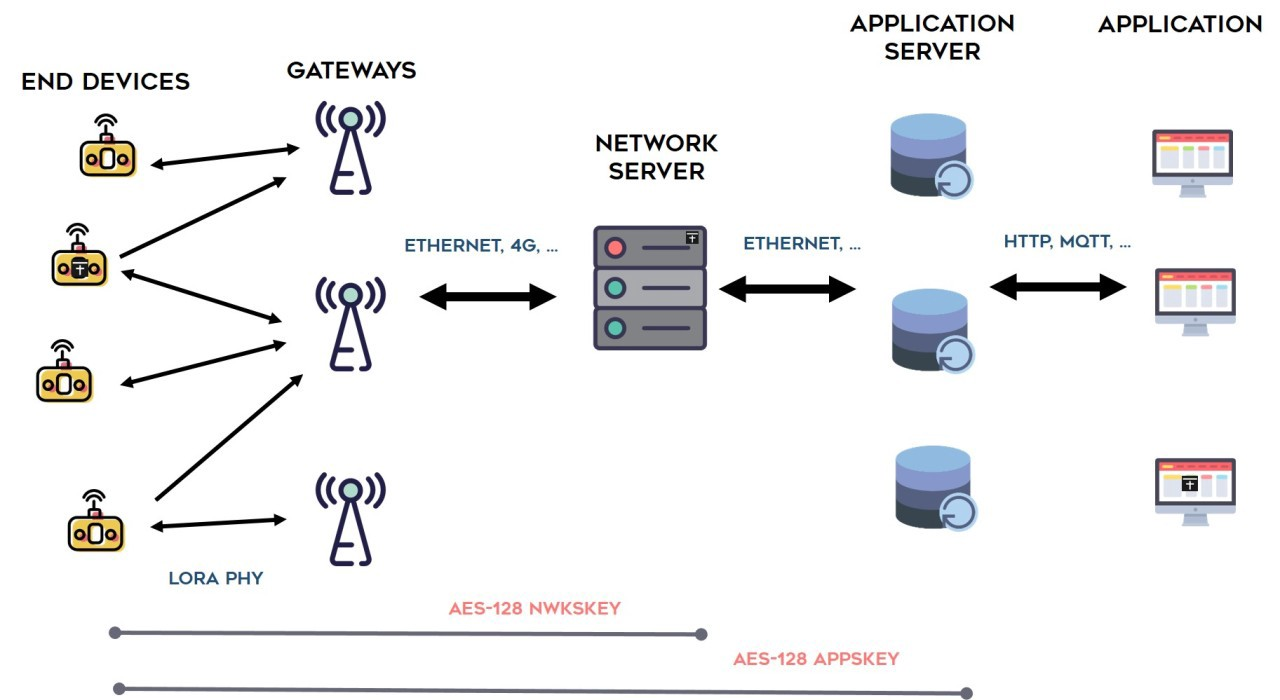 END DEVICES
GATEWAYS
NETWORK
SERVER
APPLICATION
SERVER
APPLICATION
ETHERNET, 4G, ...
ETHERNET, ...
HTTP, MQTT, ...
LORA PHY
AES-128 NWKSKEY
AES-128 APPSKEY